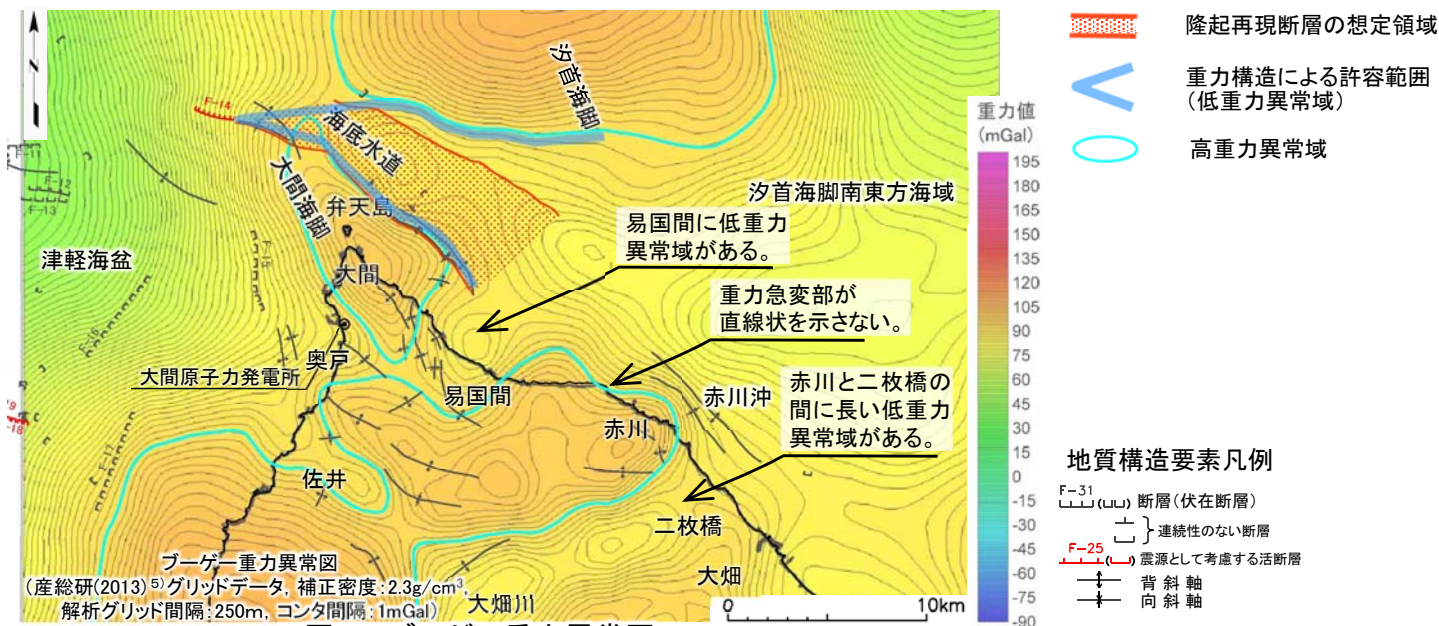 N
F-14
海底水道
汐首海脚
大間海脚
弁天島
F-11
F-12
F-13
津軽海盆
汐首海脚南東方海域
易国間に低重力
異常域がある。
大間
重力急変部が
直線状を示さない。
奥戸
大間原子力発電所
易国間
赤川と二枚橋の
間に長い低重力
異常域がある。
赤川沖
赤川
佐井
二枚橋
大畑
大畑川
ブーゲー重力異常図
(産総研(2013)5)グリッドデータ, 補正密度:2.3g/cm3,
解析グリッド間隔:250m, コンタ間隔:1mGal)
0 10km
重力値
(mGal)
195
180
165
150
135
120
105
90
75
60
45
30
15
0
-15
-30
-45
-60
-75
-90
隆起再現断層の想定領域
重力構造による許容範囲
(低重力異常域)
高重力異常域
地質構造要素凡例
F-31
断層(伏在断層)
連続性のない断層
F-25
震源として考慮する活断層
背斜軸
向斜軸